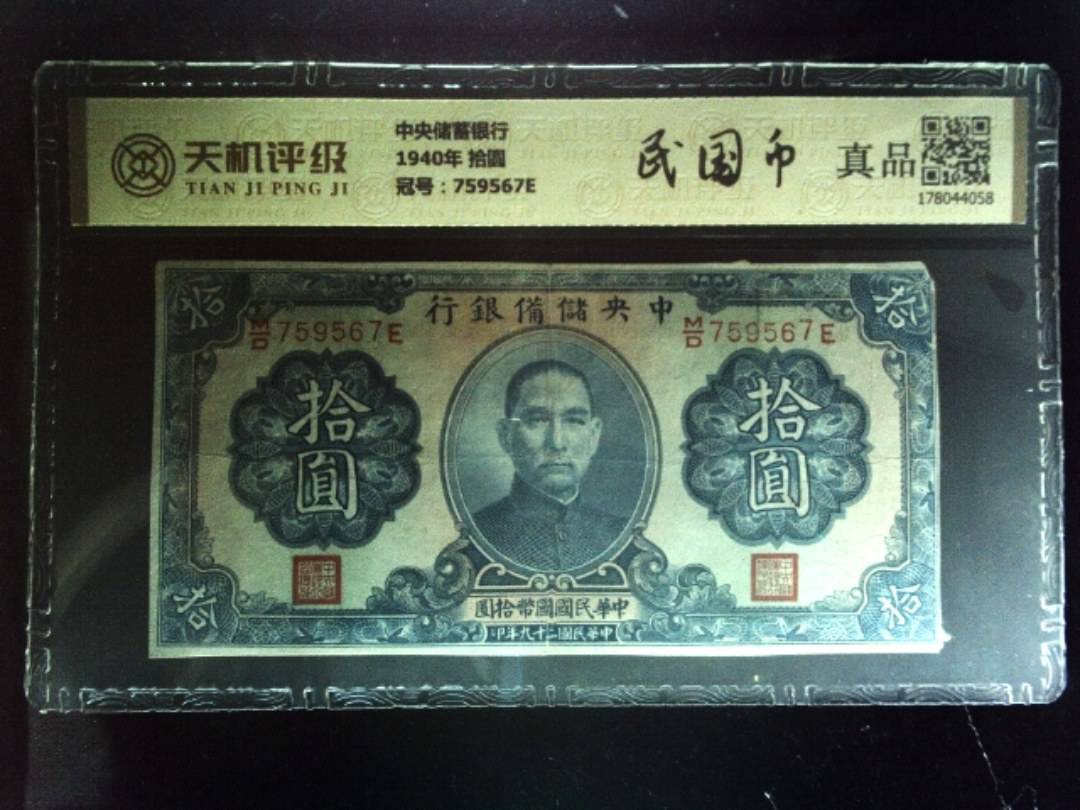 天机评级
TIAN JI PING JI
中央储蓄银行
1940年 拾圆
冠号：759567E
民国币
真品
178044058
拾
拾
行銀備儲央中
M/D 759567E
M/D 759567E
拾圓
拾圓
圓拾幣國國民華中
印年九十二國民華中
拾
拾